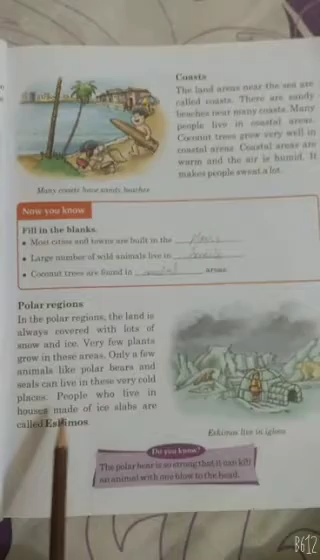 Coasts
The land areas near the sea are
called coasts. There are sandy
beaches near many coasts. Many
people live in coastal areas.
Coconut trees grow very well in
coastal areas. Coastal areas are
warm and the air is humid. It
makes people sweat a lot.
Many coasts have sandy beaches
Now you know
Fill in the blanks.
• Most cities and towns are built in the plains
• Large number of wild animals live in
• Coconut trees are found in coastal areas
Polar regions
In the polar regions, the land is
always covered with lots of
snow and ice. Very few plants
grow in these areas. Only a few
animals like polar bears and
seals can live in these very cold
places. People who live in
houses made of ice slabs are
called Eskimos
Eskimos live in igloos
Do you know?
The polar bear is so strong that it can kill
an animal with one blow to the head.
B612